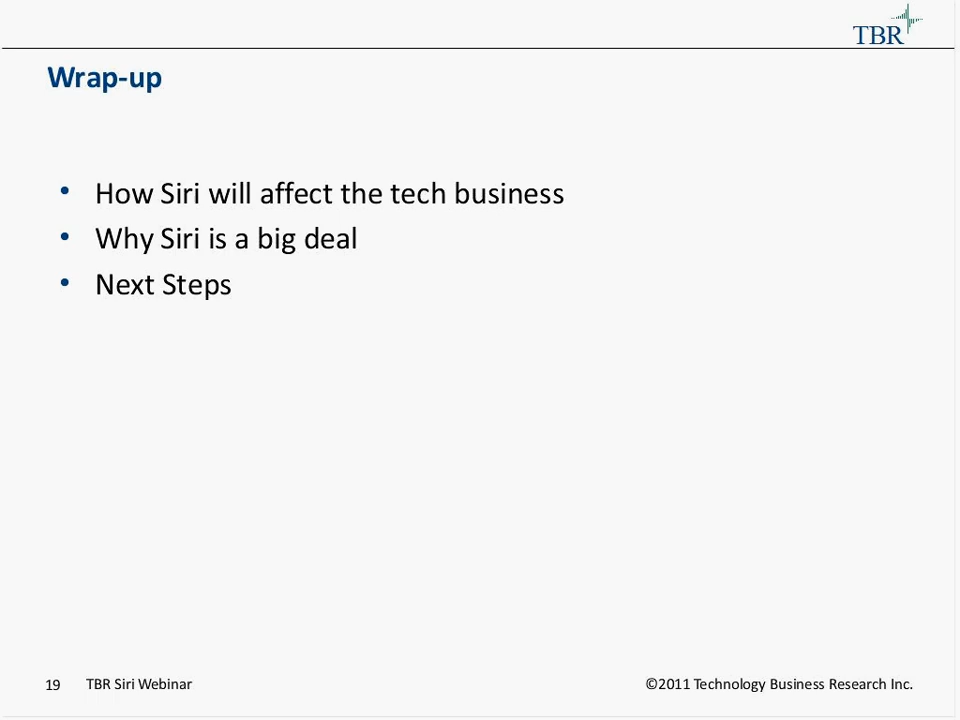 TBR
Wrap-up
• How Siri will affect the tech business
• Why Siri is a big deal
• Next Steps
19 TBR Siri Webinar ©2011 Technology Business Research Inc.